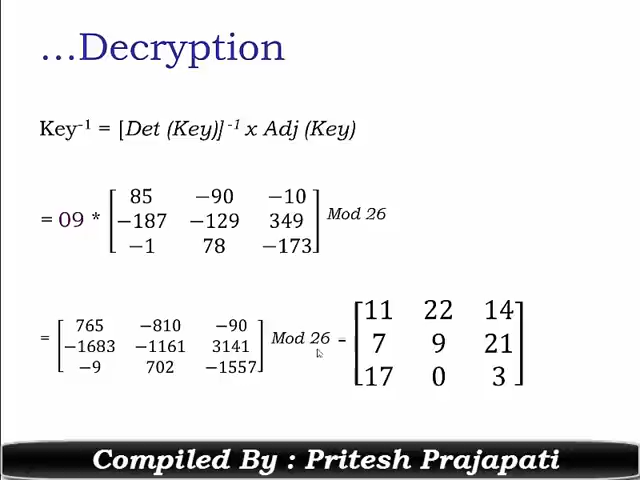 ...Decryption
Key⁻¹ = [Det (Key)]⁻¹ x Adj (Key)
= 09 * [ 85 −90 −10 ] Mod 26
−187 −129 349
−1 78 −173
= [ 765 −810 −90 ] Mod 26 = [ 11 22 14 ]
−1683 −1161 3141 7 9 21
−9 702 −1557 17 0 3
Compiled By : Pritesh Prajapati